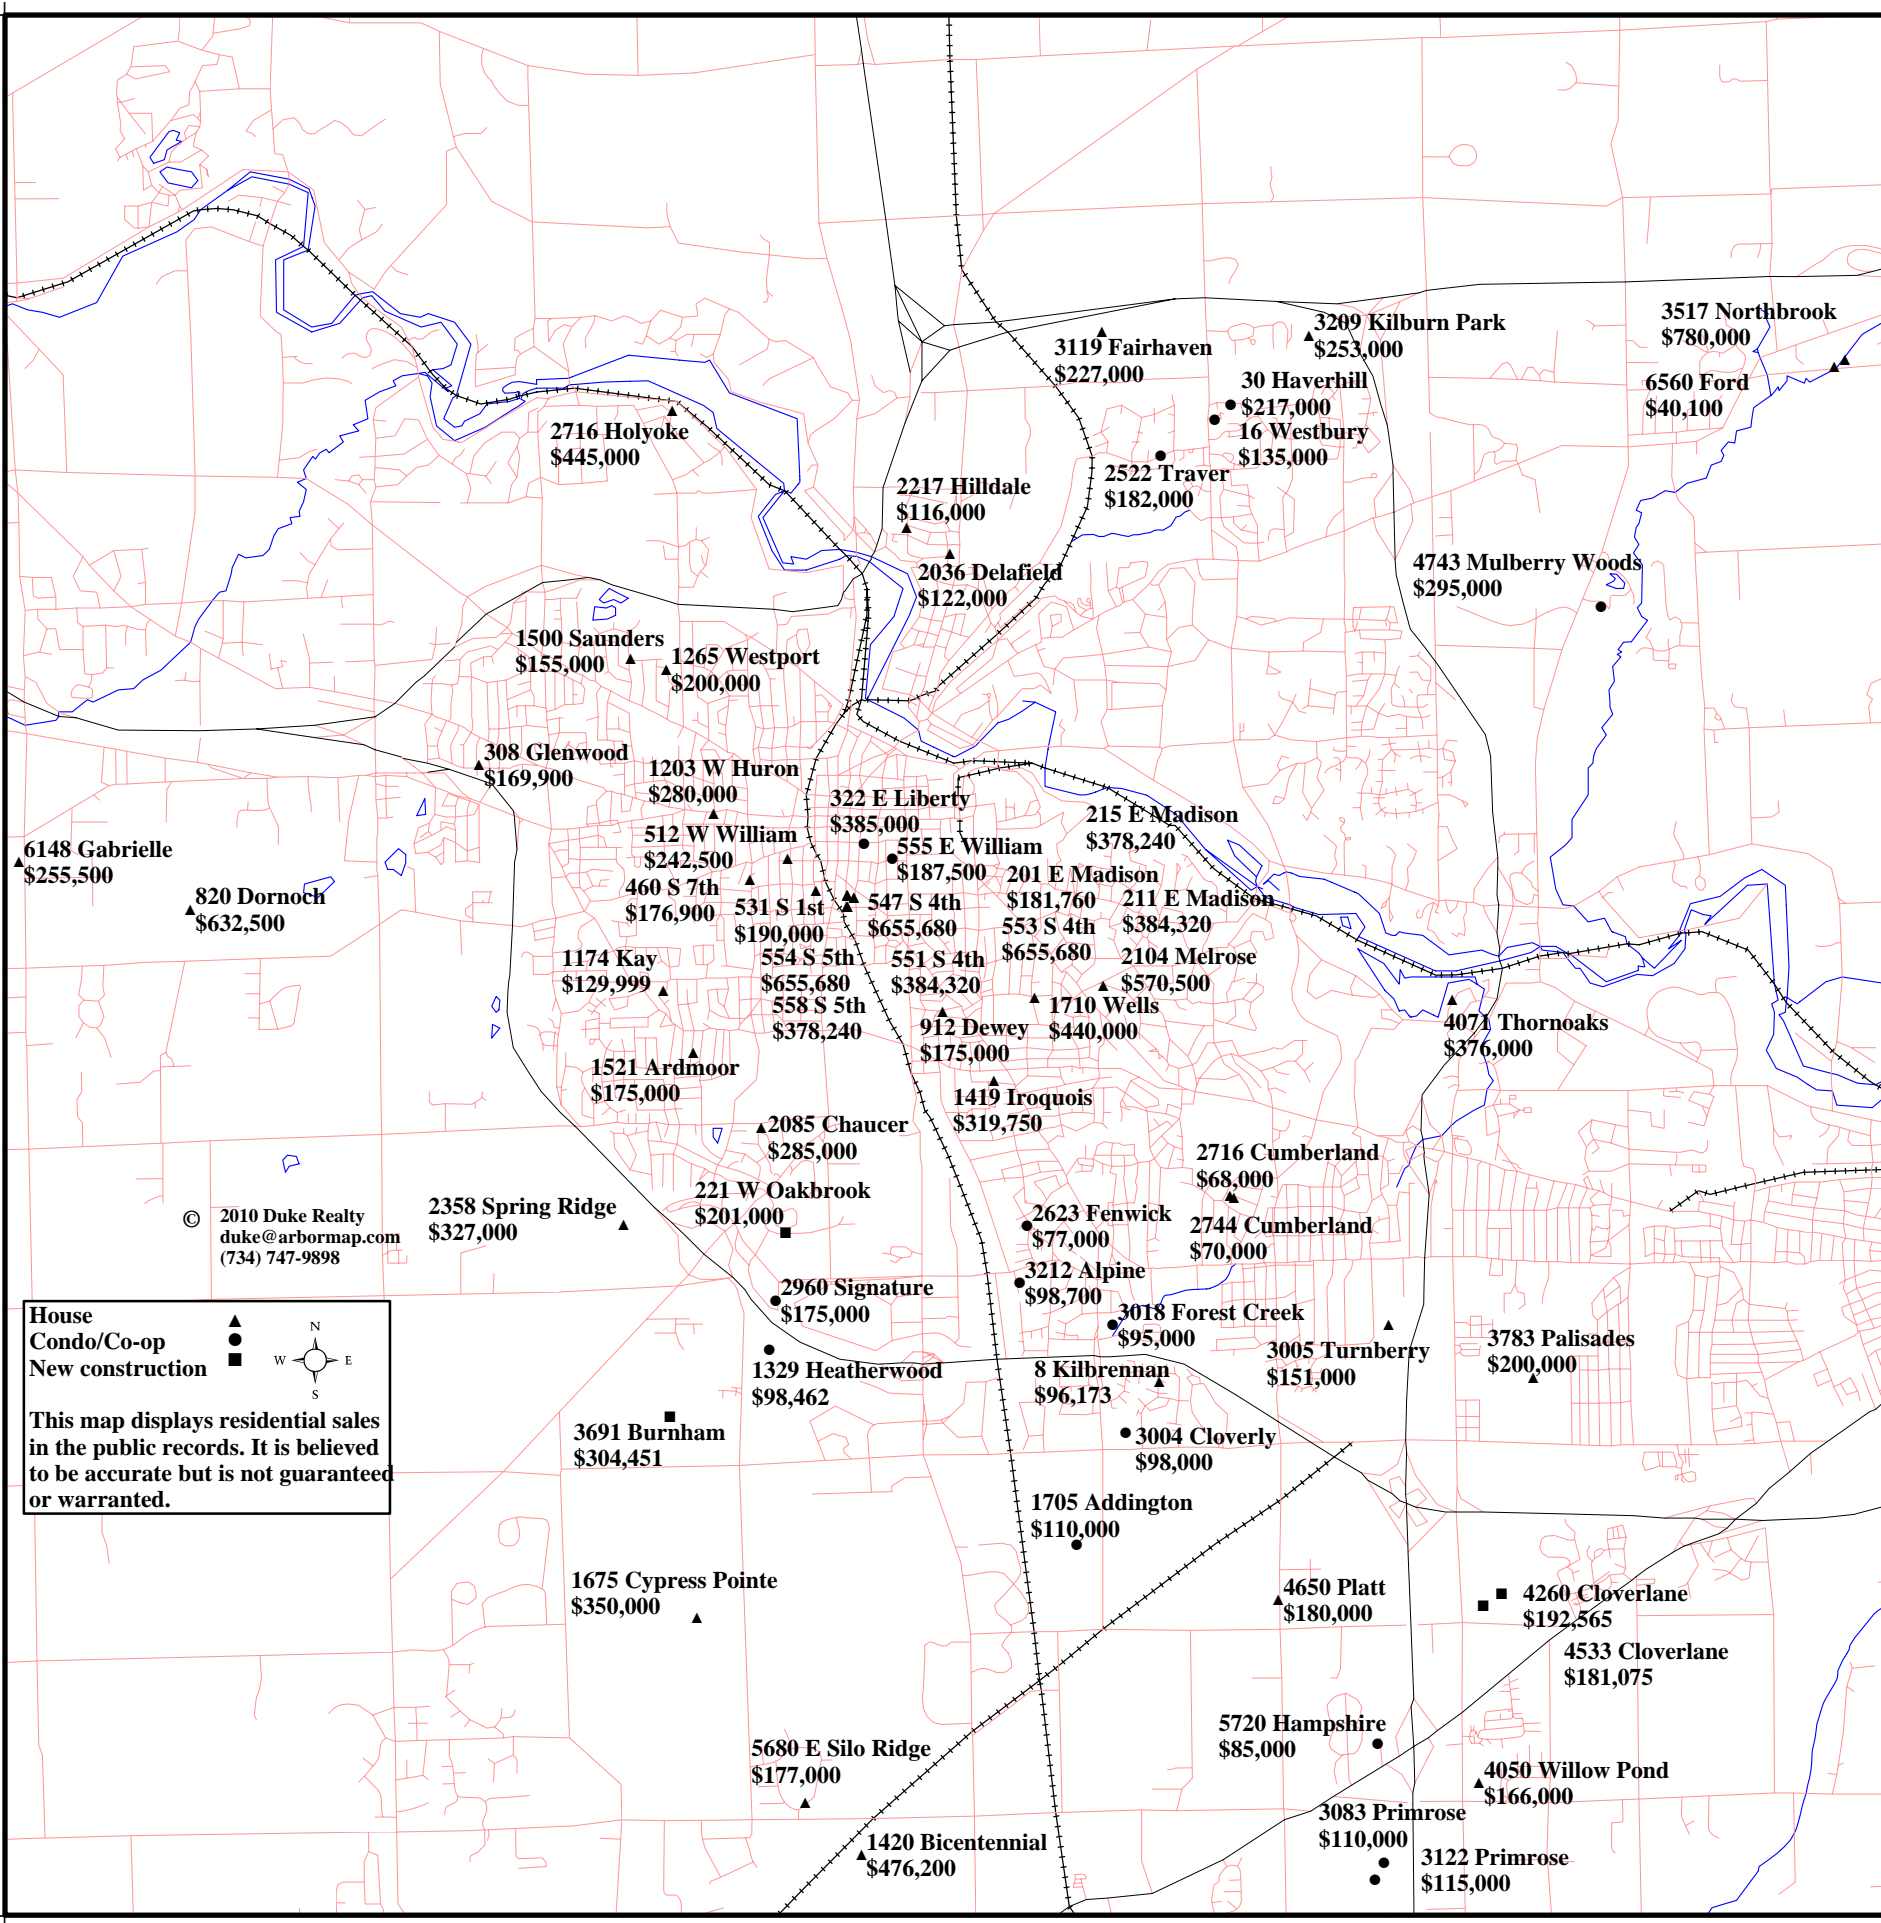 3517 Northbrook
$780,000
3209 Kilburn Park
$253,000
3119 Fairhaven
$227,000
6560 Ford
$40,100
30 Haverhill
$217,000
16 Westbury
$135,000
2716 Holyoke
$445,000
2522 Traver
$182,000
2217 Hilldale
$116,000
4743 Mulberry Woods
$295,000
2036 Delafield
$122,000
1500 Saunders
$155,000
1265 Westport
$200,000
308 Glenwood
$169,900
1203 W Huron
$280,000
322 E Liberty
$385,000
215 E Madison
$378,240
512 W William
$242,500
6148 Gabrielle
$255,500
555 E William
$187,500
201 E Madison
$181,760
460 S 7th
$176,900
820 Dornoch
$632,500
531 S 1st
$190,000
547 S 4th
$655,680
211 E Madison
$384,320
553 S 4th
$655,680
1174 Kay
$129,999
554 S 5th
$655,680
551 S 4th
$384,320
2104 Melrose
$570,500
558 S 5th
$378,240
1710 Wells
$440,000
912 Dewey
$175,000
4071 Thornoaks
$376,000
1521 Ardmoor
$175,000
1419 Iroquois
$319,750
2085 Chaucer
$285,000
2716 Cumberland
$68,000
221 W Oakbrook
$201,000
2358 Spring Ridge
$327,000
2623 Fenwick
$77,000
2744 Cumberland
$70,000
© 2010 Duke Realty
duke@arbormap.com
(734) 747-9898
3212 Alpine
$98,700
2960 Signature
$175,000
3018 Forest Creek
$95,000
3005 Turnberry
$151,000
3783 Palisades
$200,000
1329 Heatherwood
$98,462
8 Kilbrennan
$96,173
House
Condo/Co-op
New construction
N
W E
S
This map displays residential sales
in the public records. It is believed
to be accurate but is not guaranteed
or warranted.
3691 Burnham
$304,451
3004 Cloverly
$98,000
1705 Addington
$110,000
1675 Cypress Pointe
$350,000
4650 Platt
$180,000
4260 Cloverlane
$192,565
4533 Cloverlane
$181,075
5720 Hampshire
$85,000
5680 E Silo Ridge
$177,000
4050 Willow Pond
$166,000
3083 Primrose
$110,000
1420 Bicentennial
$476,200
3122 Primrose
$115,000